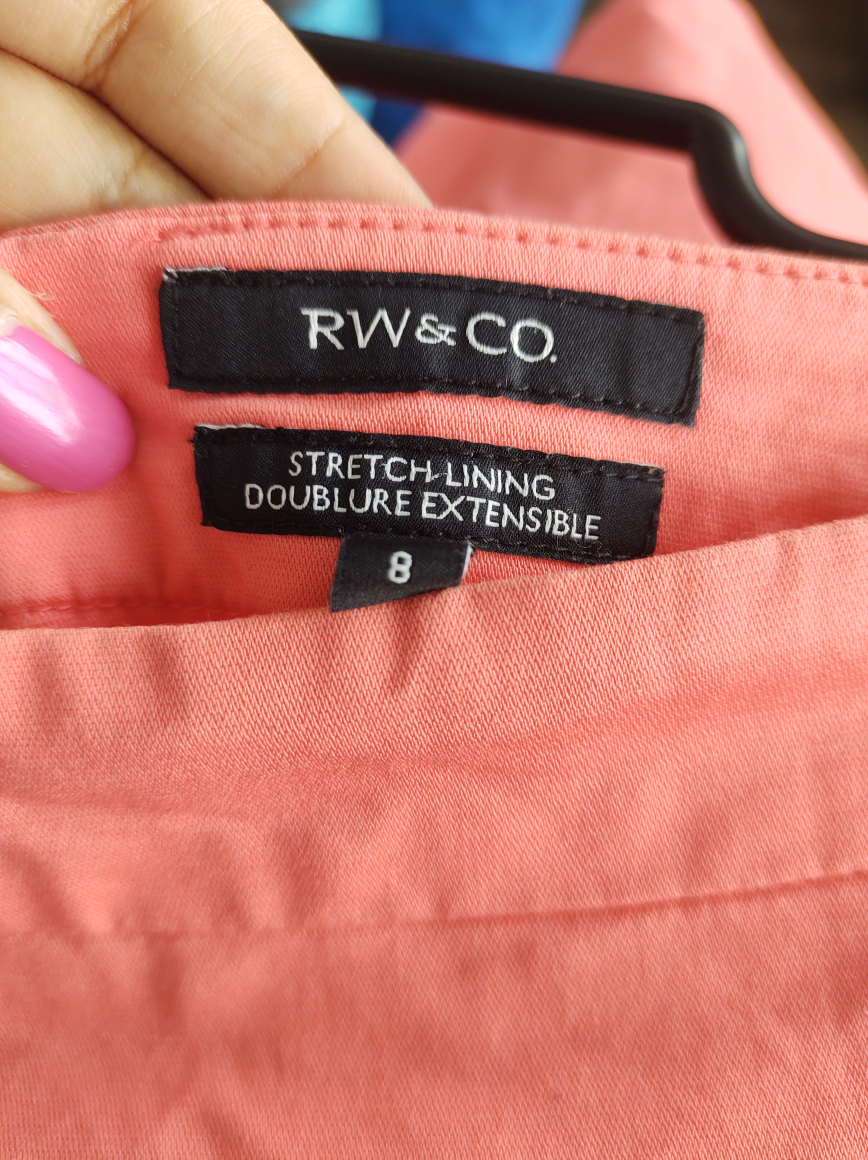 RW&CO.
STRETCH LINING
DOUBLURE EXTENSIBLE
8